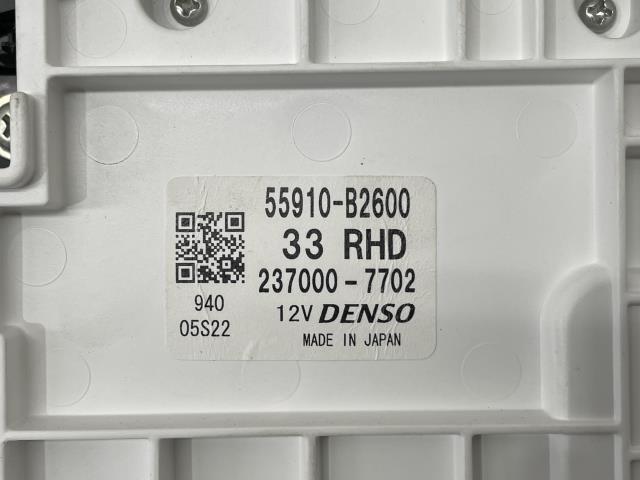 55910-B2600
33 RHD
237000-7702
940
12V DENSO
05S22
MADE IN JAPAN